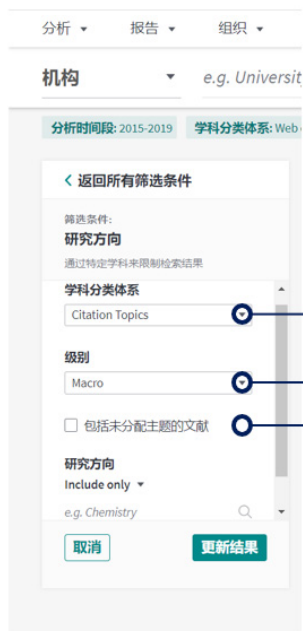 分析 报告 组织
机构 e.g. University
分析时间段: 2015-2019 学科分类体系: Web
返回所有筛选条件
筛选条件:
研究方向
通过特定学科来限制检索结果
学科分类体系
Citation Topics
级别
Macro
包括未分配主题的文献
研究方向
Include only
e.g. Chemistry
取消 更新结果